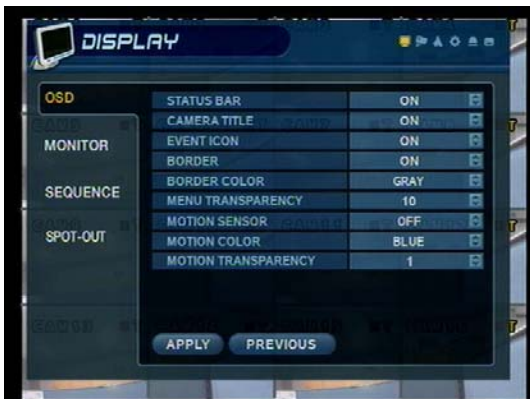 DISPLAY
OSD
MONITOR
SEQUENCE
SPOT-OUT
STATUS BAR ON
CAMERA TITLE ON
EVENT ICON ON
BORDER ON
BORDER COLOR GRAY
MENU TRANSPARENCY 10
MOTION SENSOR OFF
MOTION COLOR BLUE
MOTION TRANSPARENCY 1
APPLY PREVIOUS